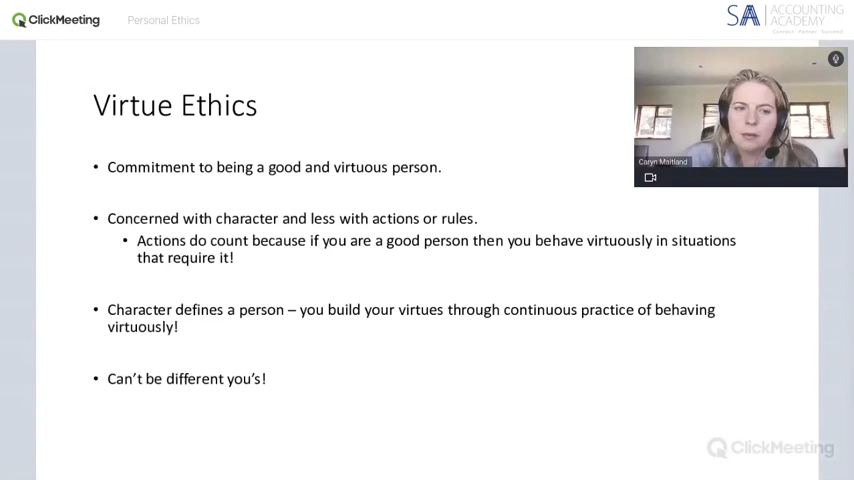 ClickMeeting
Personal Ethics
SA ACCOUNTING
ACADEMY
Connect Partner Succeed
Virtue Ethics
Caryn Maitland
• Commitment to being a good and virtuous person.
• Concerned with character and less with actions or rules.
• Actions do count because if you are a good person then you behave virtuously in situations
that require it!
• Character defines a person – you build your virtues through continuous practice of behaving
virtuously!
• Can’t be different you’s!
ClickMeeting